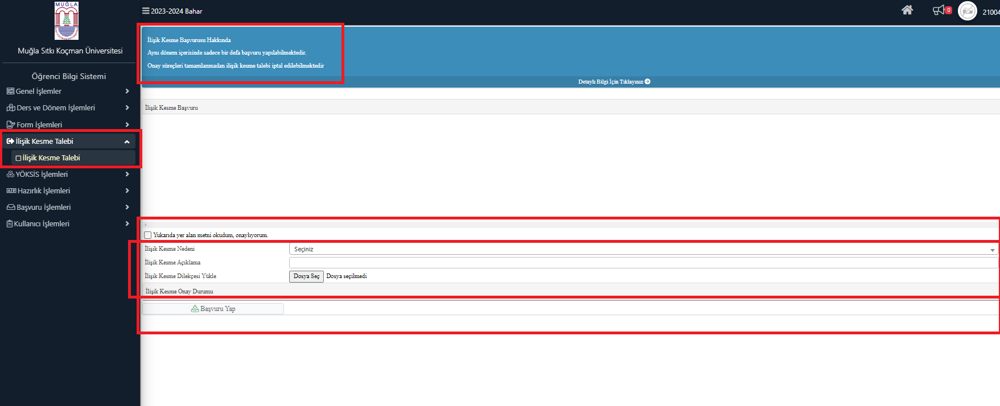 MUĞLA
Muğla Sıtkı Koçman Üniversitesi
Öğrenci Bilgi Sistemi
Genel İşlemler
Ders ve Dönem İşlemleri
Form İşlemleri
İlişik Kesme Talebi
İlişik Kesme Talebi
YÖKSİS İşlemleri
Hazırlık İşlemleri
Başvuru İşlemleri
Kullanıcı İşlemleri
2023-2024 Bahar
0
21004
İlişik Kesme Başvurusu Hakkında
Aynı dönem içerisinde sadece bir defa başvuru yapılabilmektedir.
Onay süreçleri tamamlanmadan ilişik kesme talebi iptal edilebilmektedir
Detaylı Bilgi İçin Tıklayınız
İlişik Kesme Başvuru
Yukarıda yer alan metni okudum, onaylıyorum.
İlişik Kesme Nedeni
Seçiniz
İlişik Kesme Açıklama
İlişik Kesme Dilekçesi Yükle
Dosya Seç Dosya seçilmedi
İlişik Kesme Onay Durumu
Başvuru Yap